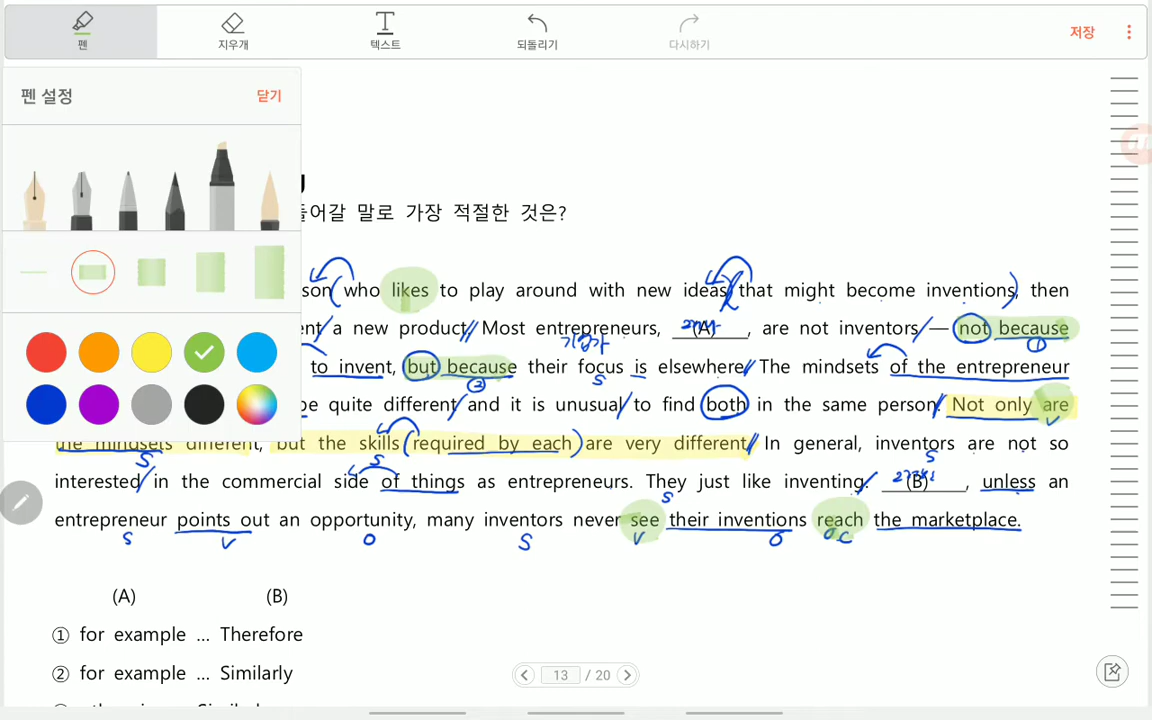 펜
지우개
텍스트
되돌리기
다시하기
저장
펜 설정
닫기
들어갈 말로 가장 적절한 것은?
son who likes to play around with new ideas that might become inventions, then
a new product. Most entrepreneurs, (A), are not inventors — not because
기업가
①
to invent, but because their focus is elsewhere. The mindsets of the entrepreneur
S
②
be quite different, and it is unusual to find both in the same person. Not only are
V
the mindsets different, but the skills required by each are very different. In general, inventors are not so
S S S
interested in the commercial side of things as entrepreneurs. They just like inventing. (B), unless an
S
entrepreneur points out an opportunity, many inventors never see their inventions reach the marketplace.
S V O S V O OC
(A) (B)
① for example … Therefore
② for example … Similarly
13 / 20